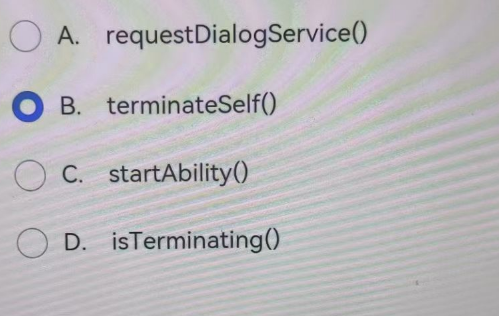 A. requestDialogService()
B. terminateSelf()
C. startAbility()
D. isTerminating()